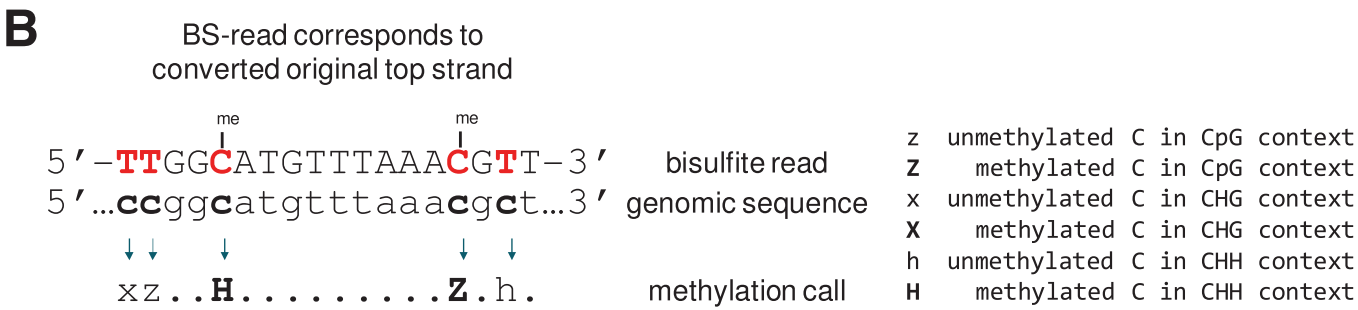 B
BS-read corresponds to
converted original top strand
me me
5’-TTGGCATGTTTAAACGTT-3’ bisulfite read
5’…ccggcatgtttaaacgct…3’ genomic sequence
xz..H.........Z.h. methylation call
z unmethylated C in CpG context
Z methylated C in CpG context
x unmethylated C in CHG context
X methylated C in CHG context
h unmethylated C in CHH context
H methylated C in CHH context